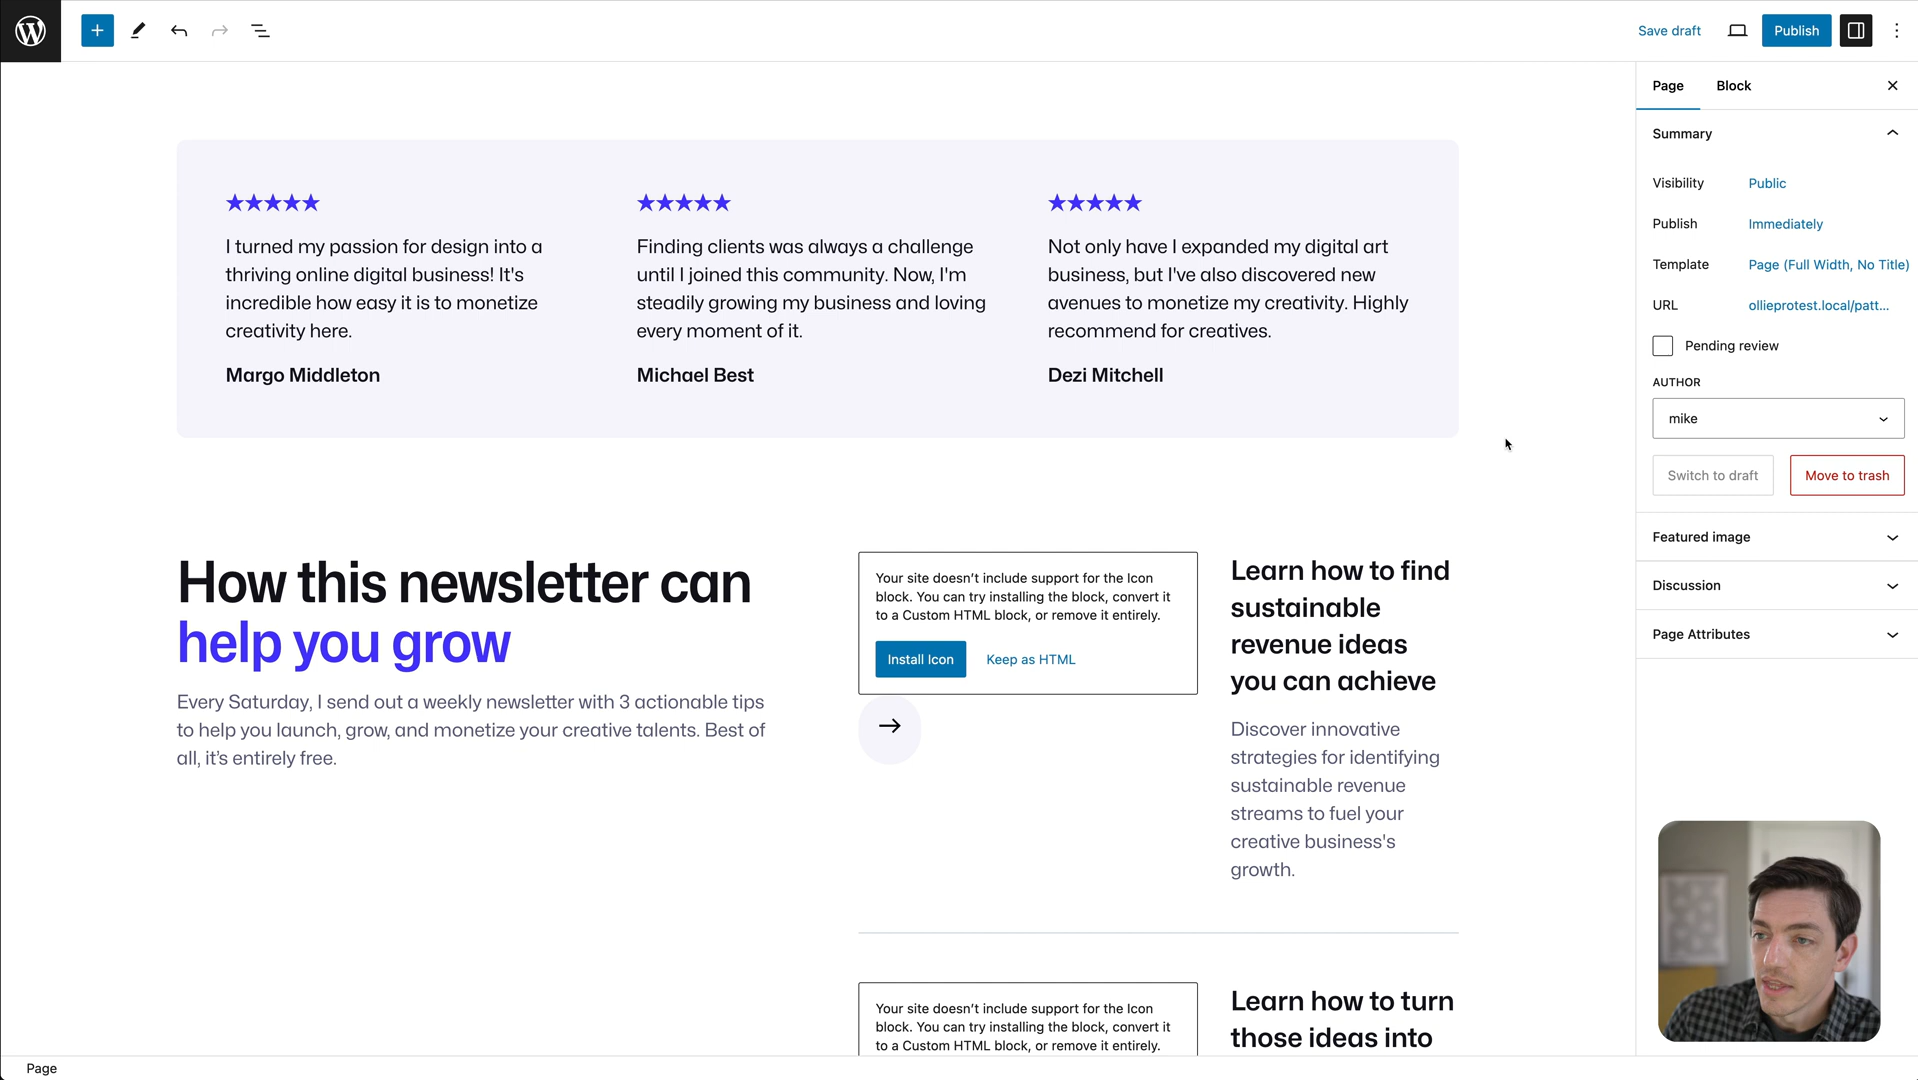 Save draft
Publish
Page
Block
Summary
Visibility
Public
Publish
Immediately
Template
Page (Full Width, No Title)
URL
ollieprotest.local/patt...
Pending review
AUTHOR
mike
Switch to draft
Move to trash
Featured image
Discussion
Page Attributes
★★★★★
I turned my passion for design into a
thriving online digital business! It's
incredible how easy it is to monetize
creativity here.
Margo Middleton
★★★★★
Finding clients was always a challenge
until I joined this community. Now, I'm
steadily growing my business and loving
every moment of it.
Michael Best
★★★★★
Not only have I expanded my digital art
business, but I've also discovered new
avenues to monetize my creativity. Highly
recommend for creatives.
Dezi Mitchell
How this newsletter can
help you grow
Every Saturday, I send out a weekly newsletter with 3 actionable tips
to help you launch, grow, and monetize your creative talents. Best of
all, it’s entirely free.
Your site doesn’t include support for the Icon
block. You can try installing the block, convert it
to a Custom HTML block, or remove it entirely.
Install Icon
Keep as HTML
Learn how to find
sustainable
revenue ideas
you can achieve
Discover innovative
strategies for identifying
sustainable revenue
streams to fuel your
creative business's
growth.
Your site doesn’t include support for the Icon
block. You can try installing the block, convert it
to a Custom HTML block, or remove it entirely.
Learn how to turn
those ideas into
Page